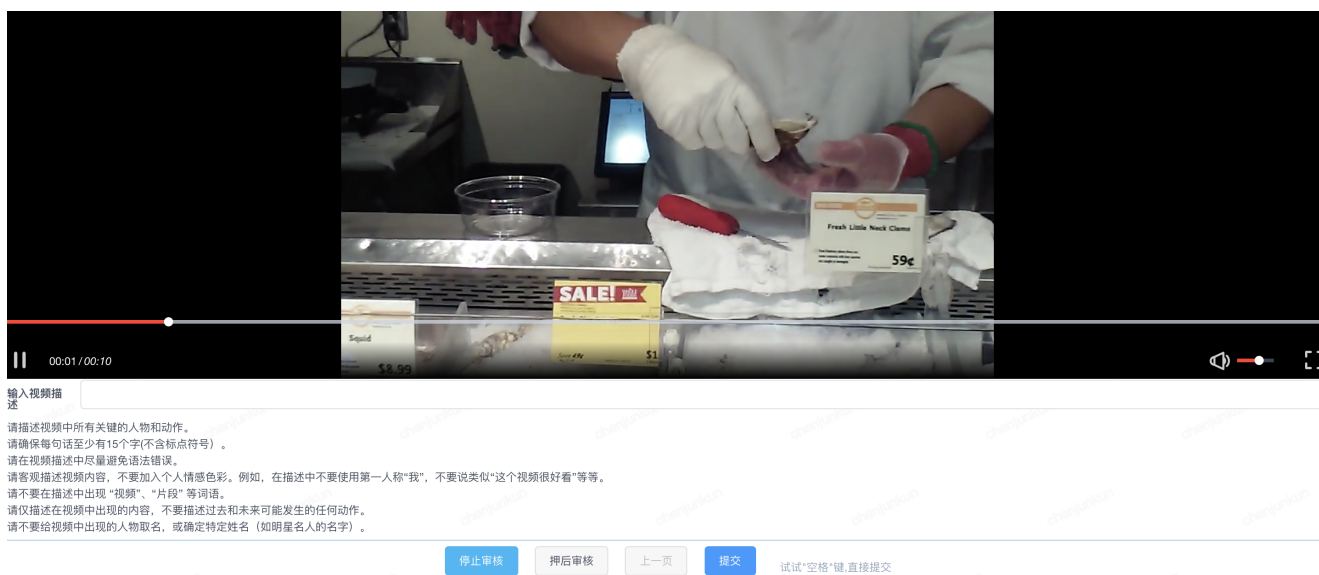 Fresh Little Neck Clams
59¢
SALE!
Squid
$8.99
Save 49¢
$1
00:01 / 00:10
输入视频描述
请描述视频中所有关键的人物和动作。
请确保每句话至少有15个字(不含标点符号）。
请在视频描述中尽量避免语法错误。
请客观描述视频内容，不要加入个人情感色彩。例如，在描述中不要使用第一人称“我”，不要说类似“这个视频很好看”等等。
请不要在描述中出现 “视频”、“片段” 等词语。
请仅描述在视频中出现的内容，不要描述过去和未来可能发生的任何动作。
请不要给视频中出现的人物取名，或确定特定姓名（如明星名人的名字）。
停止审核
押后审核
上一页
提交
试试"空格"键,直接提交